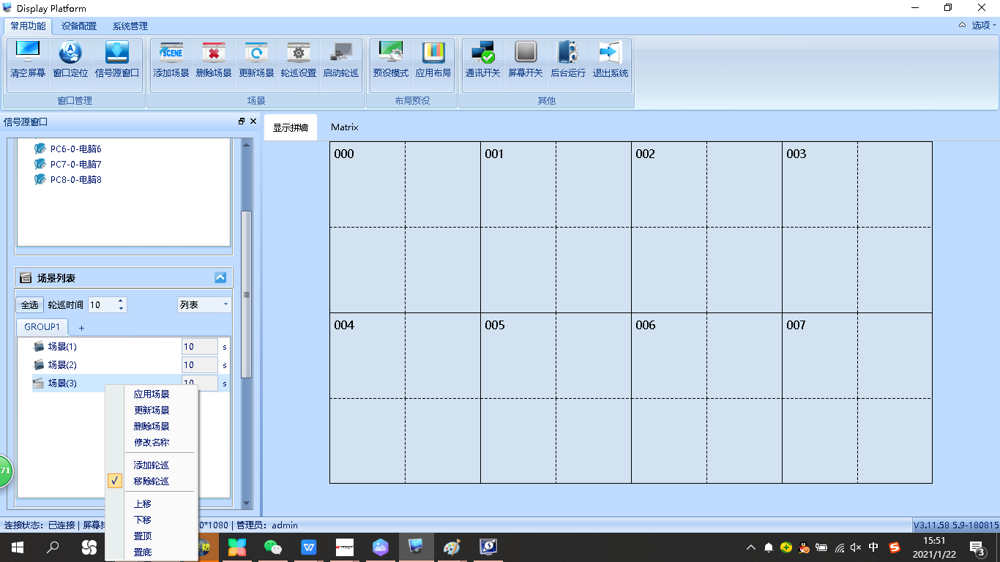 Display Platform
常用功能 设备配置 系统管理
选项
清空屏幕 窗口定位 信号源窗口 添加场景 删除场景 更新场景 轮巡设置 启动轮巡 预设模式 应用布局 通讯开关 屏幕开关 后台运行 退出系统
窗口管理 场景 布局预设 其他
信号源窗口
显示拼墙 Matrix
PC6-0-电脑6
PC7-0-电脑7
PC8-0-电脑8
场景列表
全选 轮巡时间 10 列表
GROUP1 +
场景(1) 10 s
场景(2) 10 s
场景(3) 10 s
应用场景
更新场景
删除场景
修改名称
添加轮巡
移除轮巡
上移
下移
置顶
置底
000 001 002 003
004 005 006 007
71
连接状态：已连接 | 屏幕 0*1080 | 管理员：admin
V3.11.58 5.9-180815
防
W
中
S
15:51
2021/1/22
3